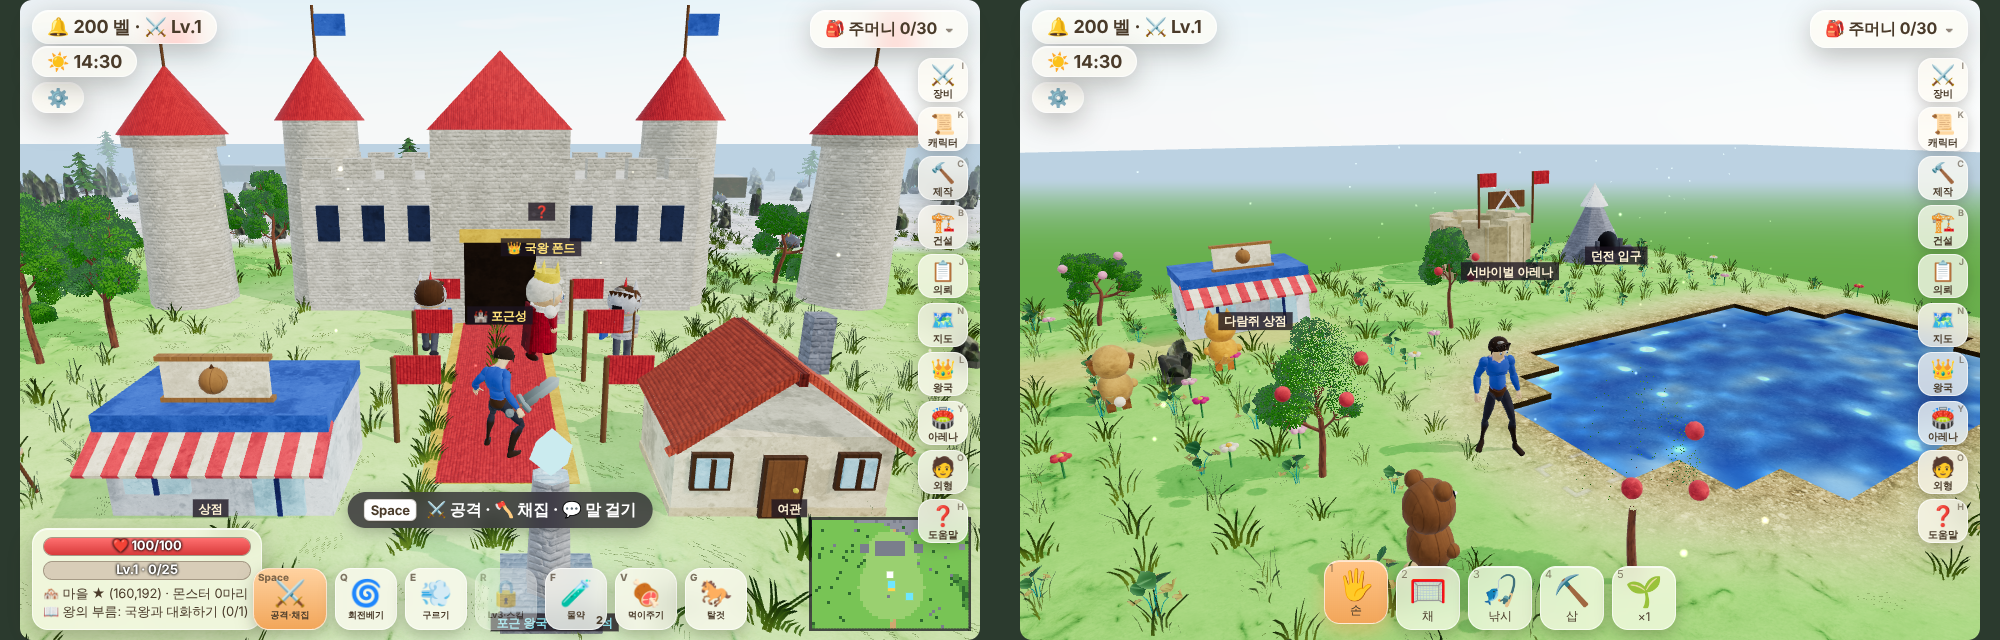 200 벨 · Lv.1
14:30
주머니 0/30
I
장비
K
캐릭터
C
제작
B
건설
J
의뢰
N
지도
L
왕국
Y
아레나
O
외형
H
도움말
?
국왕 폰드
포근성
상점
여관
Space 공격 · 채집 · 말 걸기
100/100
Lv.1 · 0/25
마을 ★ (160,192) · 몬스터 0마리
왕의 부름: 국왕과 대화하기 (0/1)
Space
공격·채집
Q
회전베기
E
구르기
R
F
물약
2
V
먹이주기
G
탈것
포근 왕국
200 벨 · Lv.1
14:30
주머니 0/30
I
장비
K
캐릭터
C
제작
B
건설
J
의뢰
N
지도
L
왕국
Y
아레나
O
외형
H
도움말
서바이벌 아레나
던전 입구
다람쥐 상점
1
손
2
채
3
낚시
4
삽
5
×1